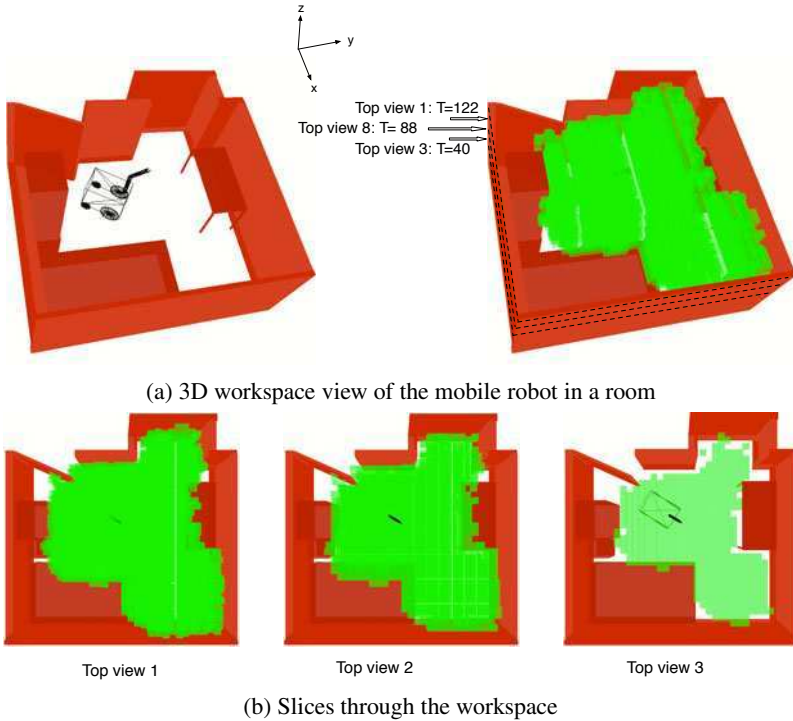 z
y
x
Top view 1: T=122
Top view 8: T= 88
Top view 3: T=40
(a) 3D workspace view of the mobile robot in a room
Top view 1
Top view 2
Top view 3
(b) Slices through the workspace